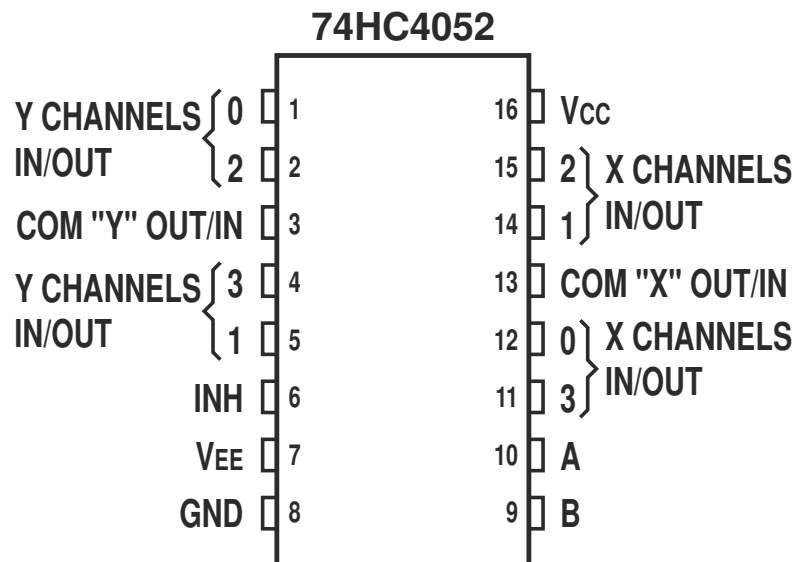 74HC4052
Y CHANNELS
IN/OUT
0 1
2 2
COM "Y" OUT/IN 3
Y CHANNELS
IN/OUT
3 4
1 5
INH 6
VEE 7
GND 8
16 VCC
15 2
14 1
X CHANNELS
IN/OUT
13 COM "X" OUT/IN
12 0
11 3
X CHANNELS
IN/OUT
10 A
9 B